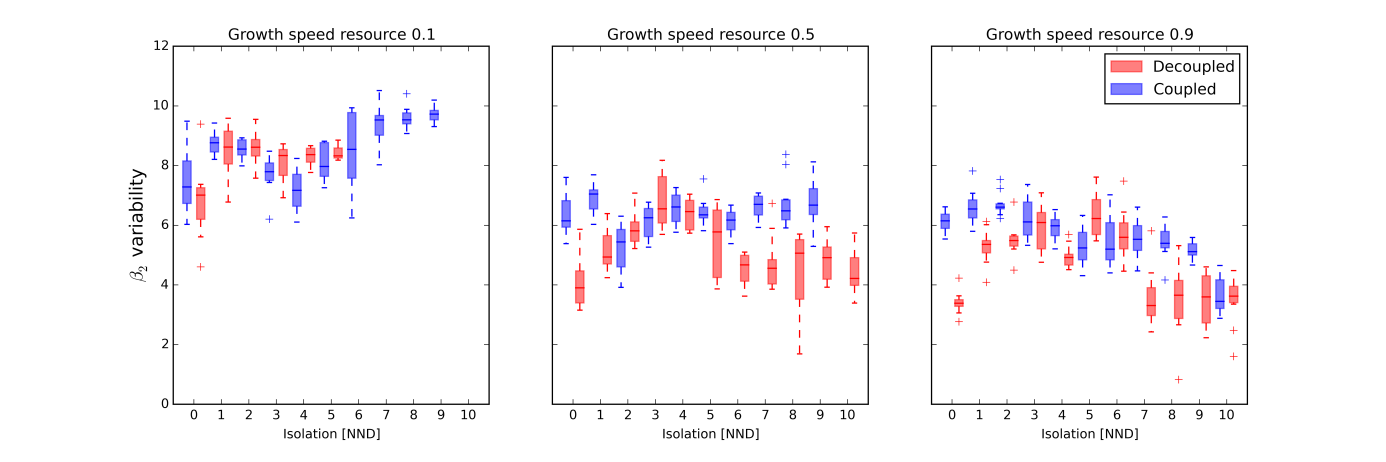 Growth speed resource 0.1
Growth speed resource 0.5
Growth speed resource 0.9
Decoupled
Coupled
β₂ variability
12
10
8
6
4
2
0
0 1 2 3 4 5 6 7 8 9 10
0 1 2 3 4 5 6 7 8 9 10
0 1 2 3 4 5 6 7 8 9 10
Isolation [NND]
Isolation [NND]
Isolation [NND]